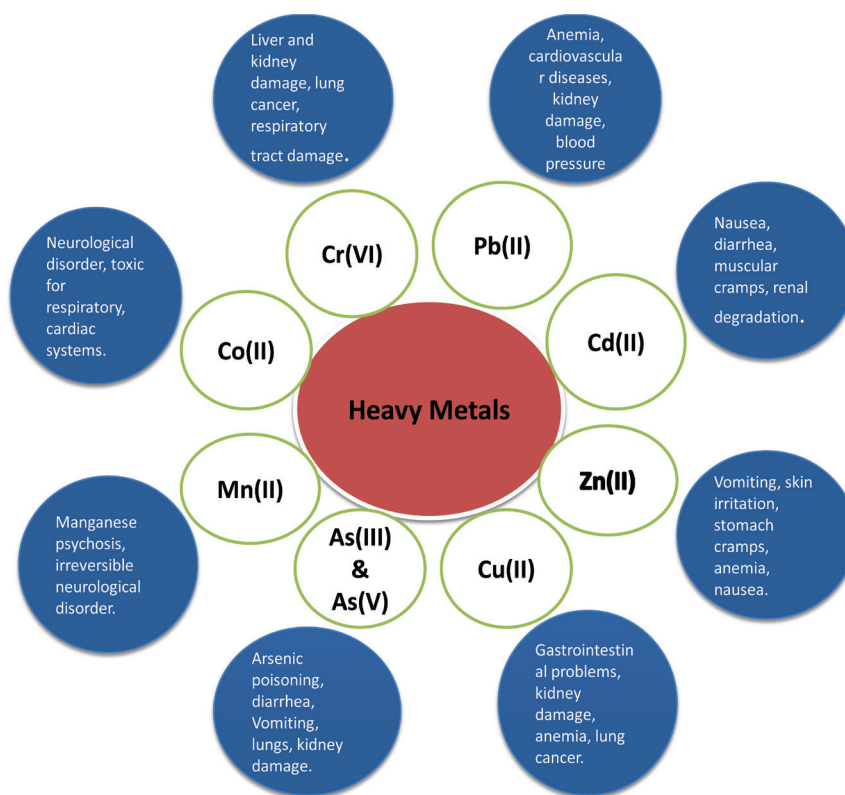 Liver and
kidney
damage, lung
cancer,
respiratory
tract damage.
Anemia,
cardiovascula
r diseases,
kidney
damage,
blood
pressure
Cr(VI)
Pb(II)
Neurological
disorder, toxic
for
respiratory,
cardiac
systems.
Nausea,
diarrhea,
muscular
cramps, renal
degradation.
Co(II)
Cd(II)
Heavy Metals
Mn(II)
Zn(II)
Manganese
psychosis,
irreversible
neurological
disorder.
Vomiting, skin
irritation,
stomach
cramps,
anemia,
nausea.
As(III)
&
As(V)
Cu(II)
Arsenic
poisoning,
diarrhea,
Vomiting,
lungs, kidney
damage.
Gastrointestin
al problems,
kidney
damage,
anemia, lung
cancer.